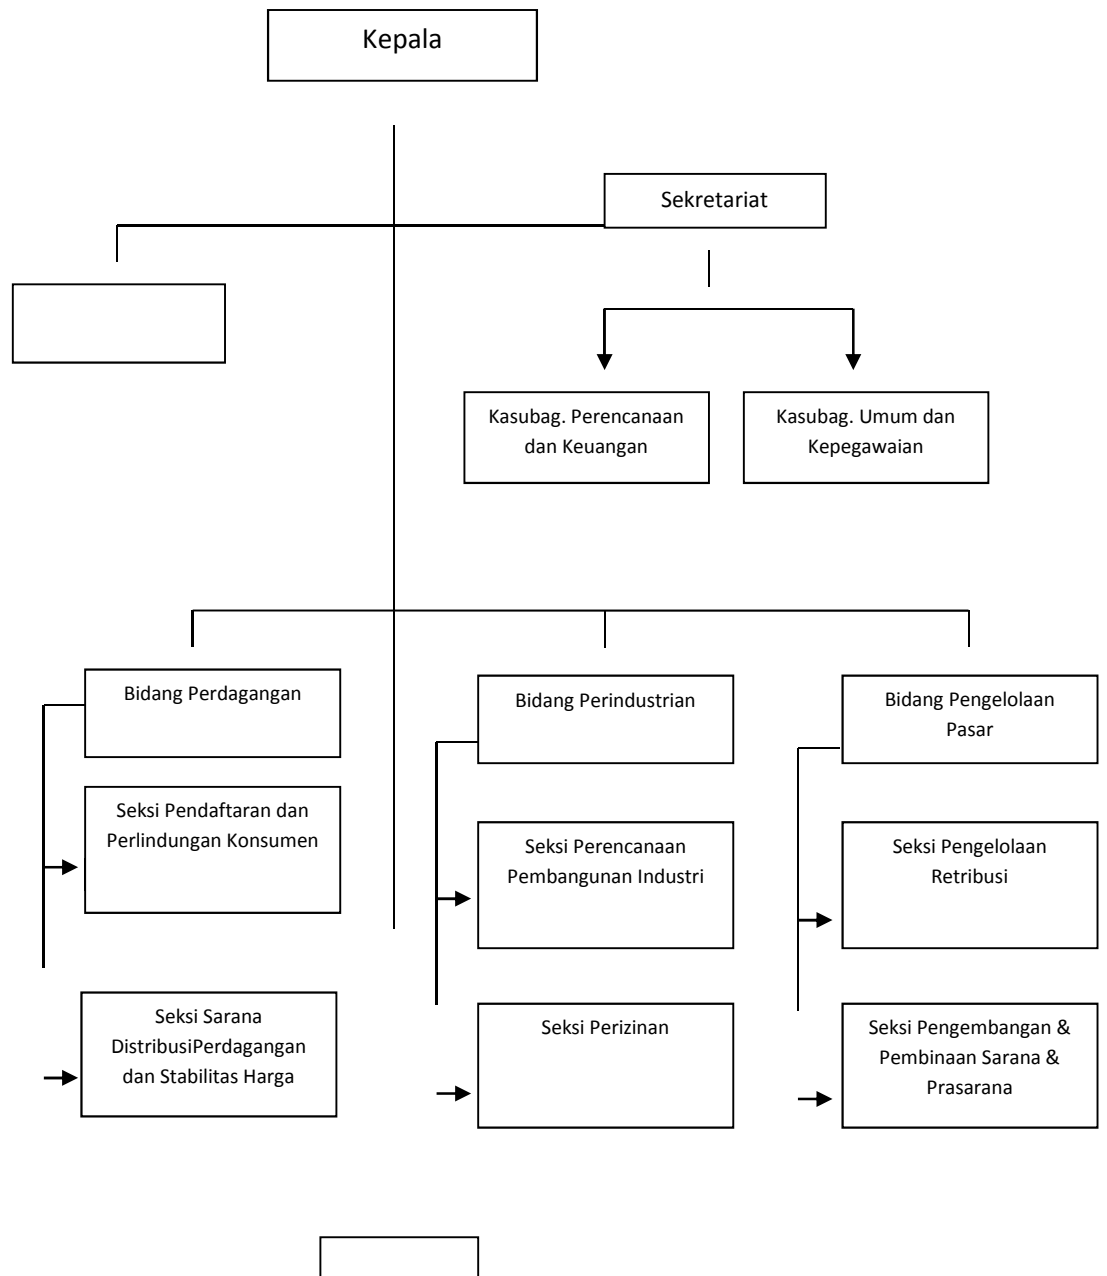 Kepala
Sekretariat
Kasubag. Perencanaan
dan Keuangan
Kasubag. Umum dan
Kepegawaian
Bidang Perdagangan
Bidang Perindustrian
Bidang Pengelolaan
Pasar
Seksi Pendaftaran dan
Perlindungan Konsumen
Seksi Perencanaan
Pembangunan Industri
Seksi Pengelolaan
Retribusi
Seksi Sarana
DistribusiPerdagangan
dan Stabilitas Harga
Seksi Perizinan
Seksi Pengembangan &
Pembinaan Sarana &
Prasarana